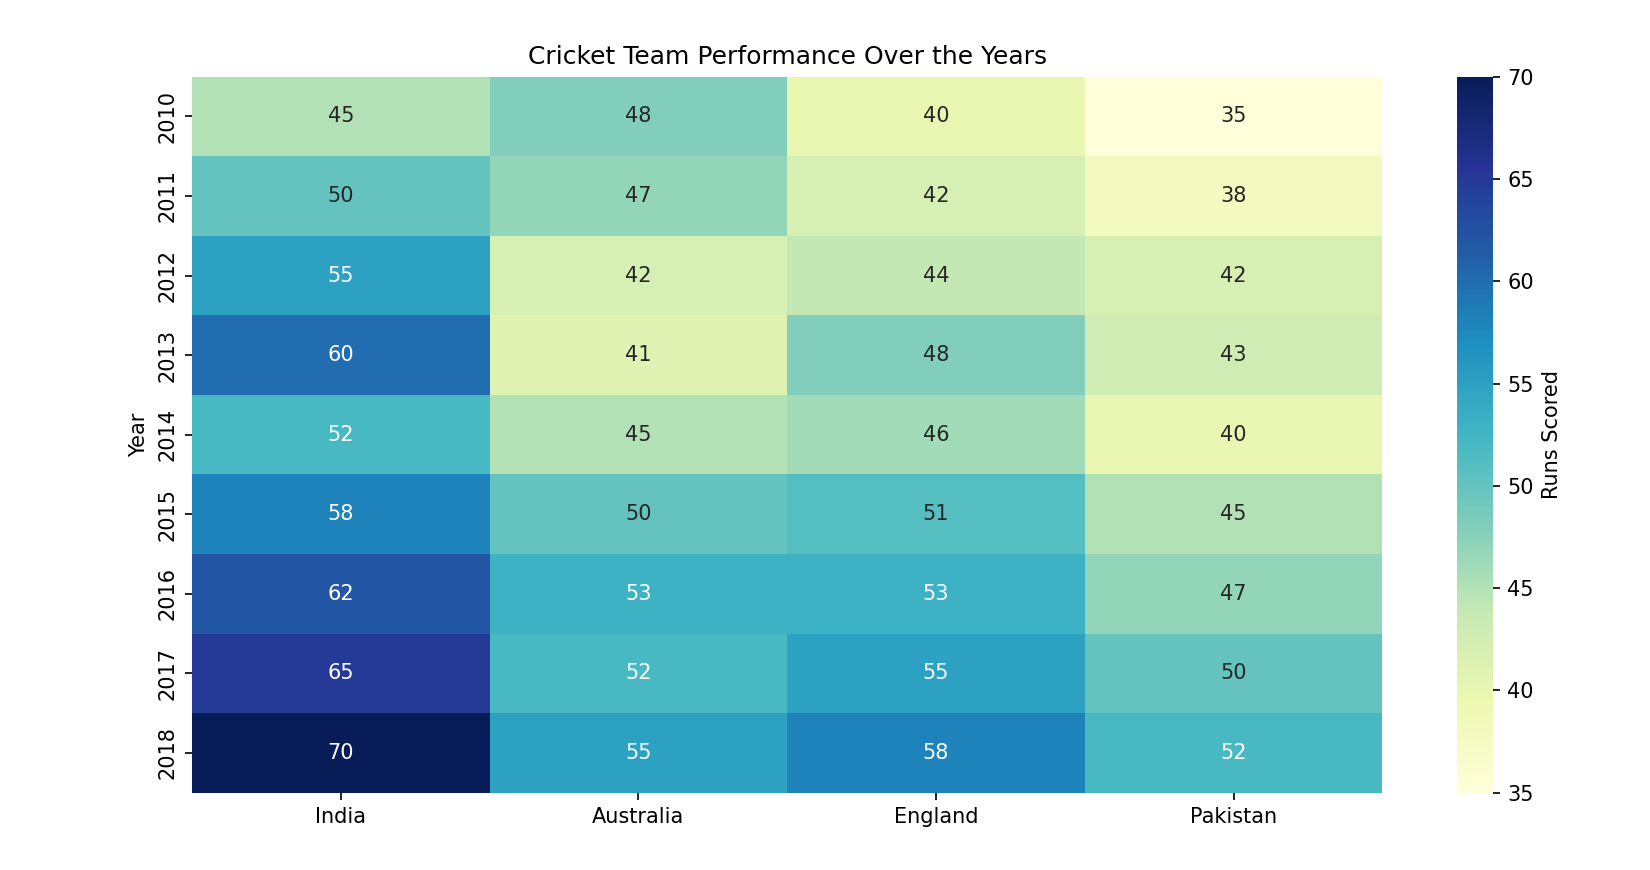 Cricket Team Performance Over the Years
2010 45 48 40 35
2011 50 47 42 38
2012 55 42 44 42
2013 60 41 48 43
2014 52 45 46 40
2015 58 50 51 45
2016 62 53 53 47
2017 65 52 55 50
2018 70 55 58 52
India Australia England Pakistan
Year
70
65
60
55
50
45
40
35
Runs Scored